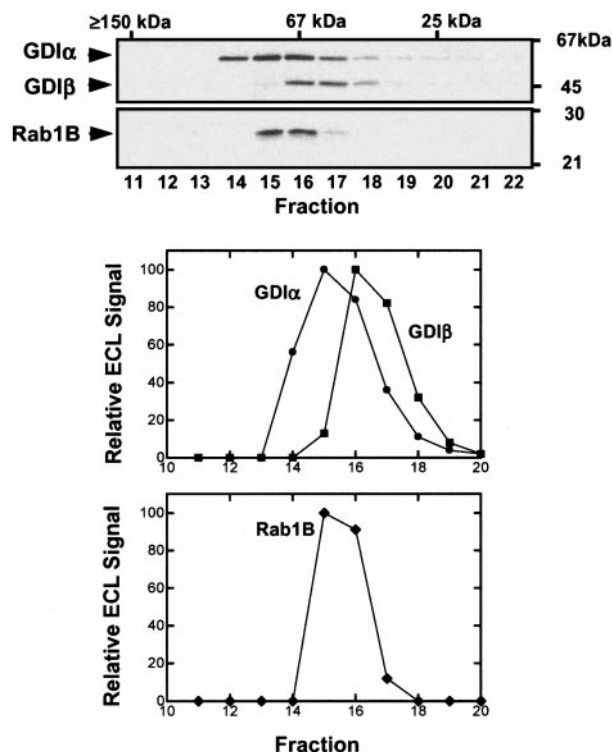 ≥150 kDa 67 kDa 25 kDa
GDIα 67kDa
GDIβ 45
Rab1B 30
21
11 12 13 14 15 16 17 18 19 20 21 22
Fraction
Relative ECL Signal
100
80
60
40
20
0
GDIα
GDIβ
10 12 14 16 18 20
Relative ECL Signal
100
80
60
40
20
0
Rab1B
10 12 14 16 18 20
Fraction